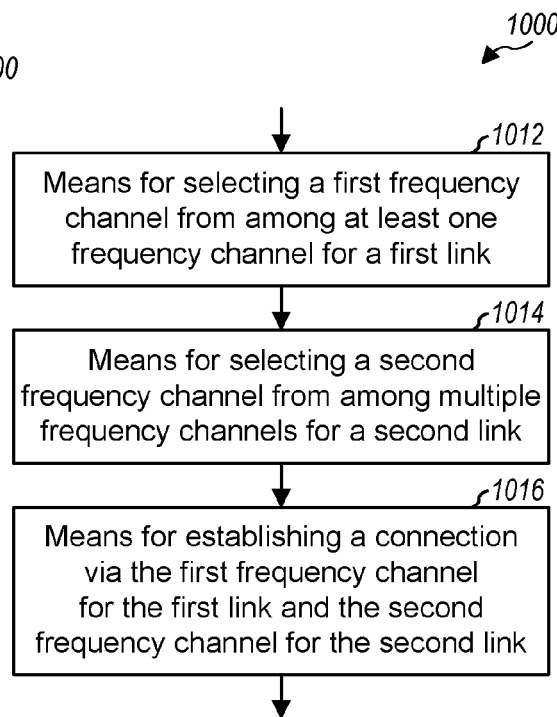 1000
00
1012
Means for selecting a first frequency
channel from among at least one
frequency channel for a first link
1014
Means for selecting a second
frequency channel from among multiple
frequency channels for a second link
1016
Means for establishing a connection
via the first frequency channel
for the first link and the second
frequency channel for the second link